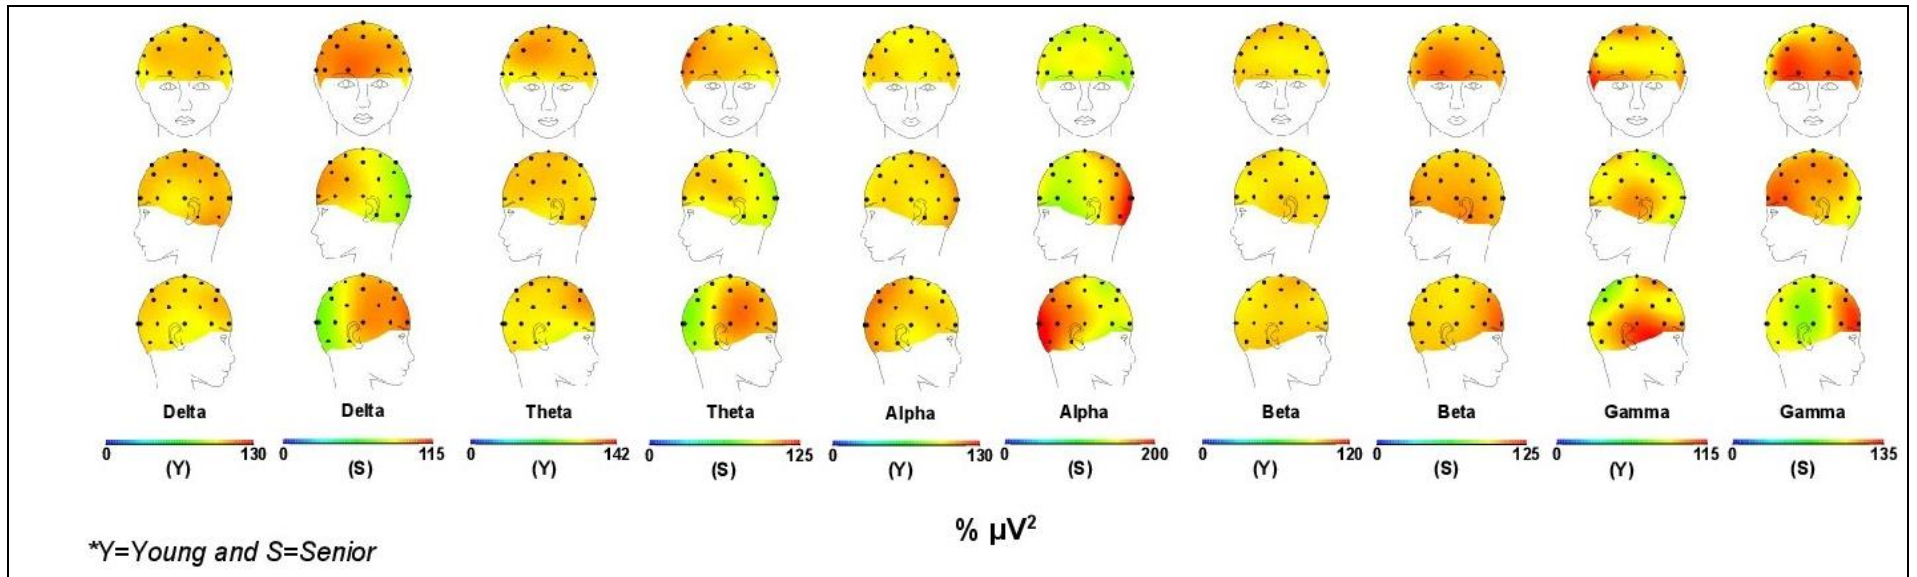 Delta Delta Theta Theta Alpha Alpha Beta Beta Gamma Gamma
0 130 0 115 0 142 0 125 0 130 0 200 0 120 0 125 0 115 0 135
(Y) (S) (Y) (S) (Y) (S) (Y) (S) (Y) (S)
% µV²
*Y=Young and S=Senior